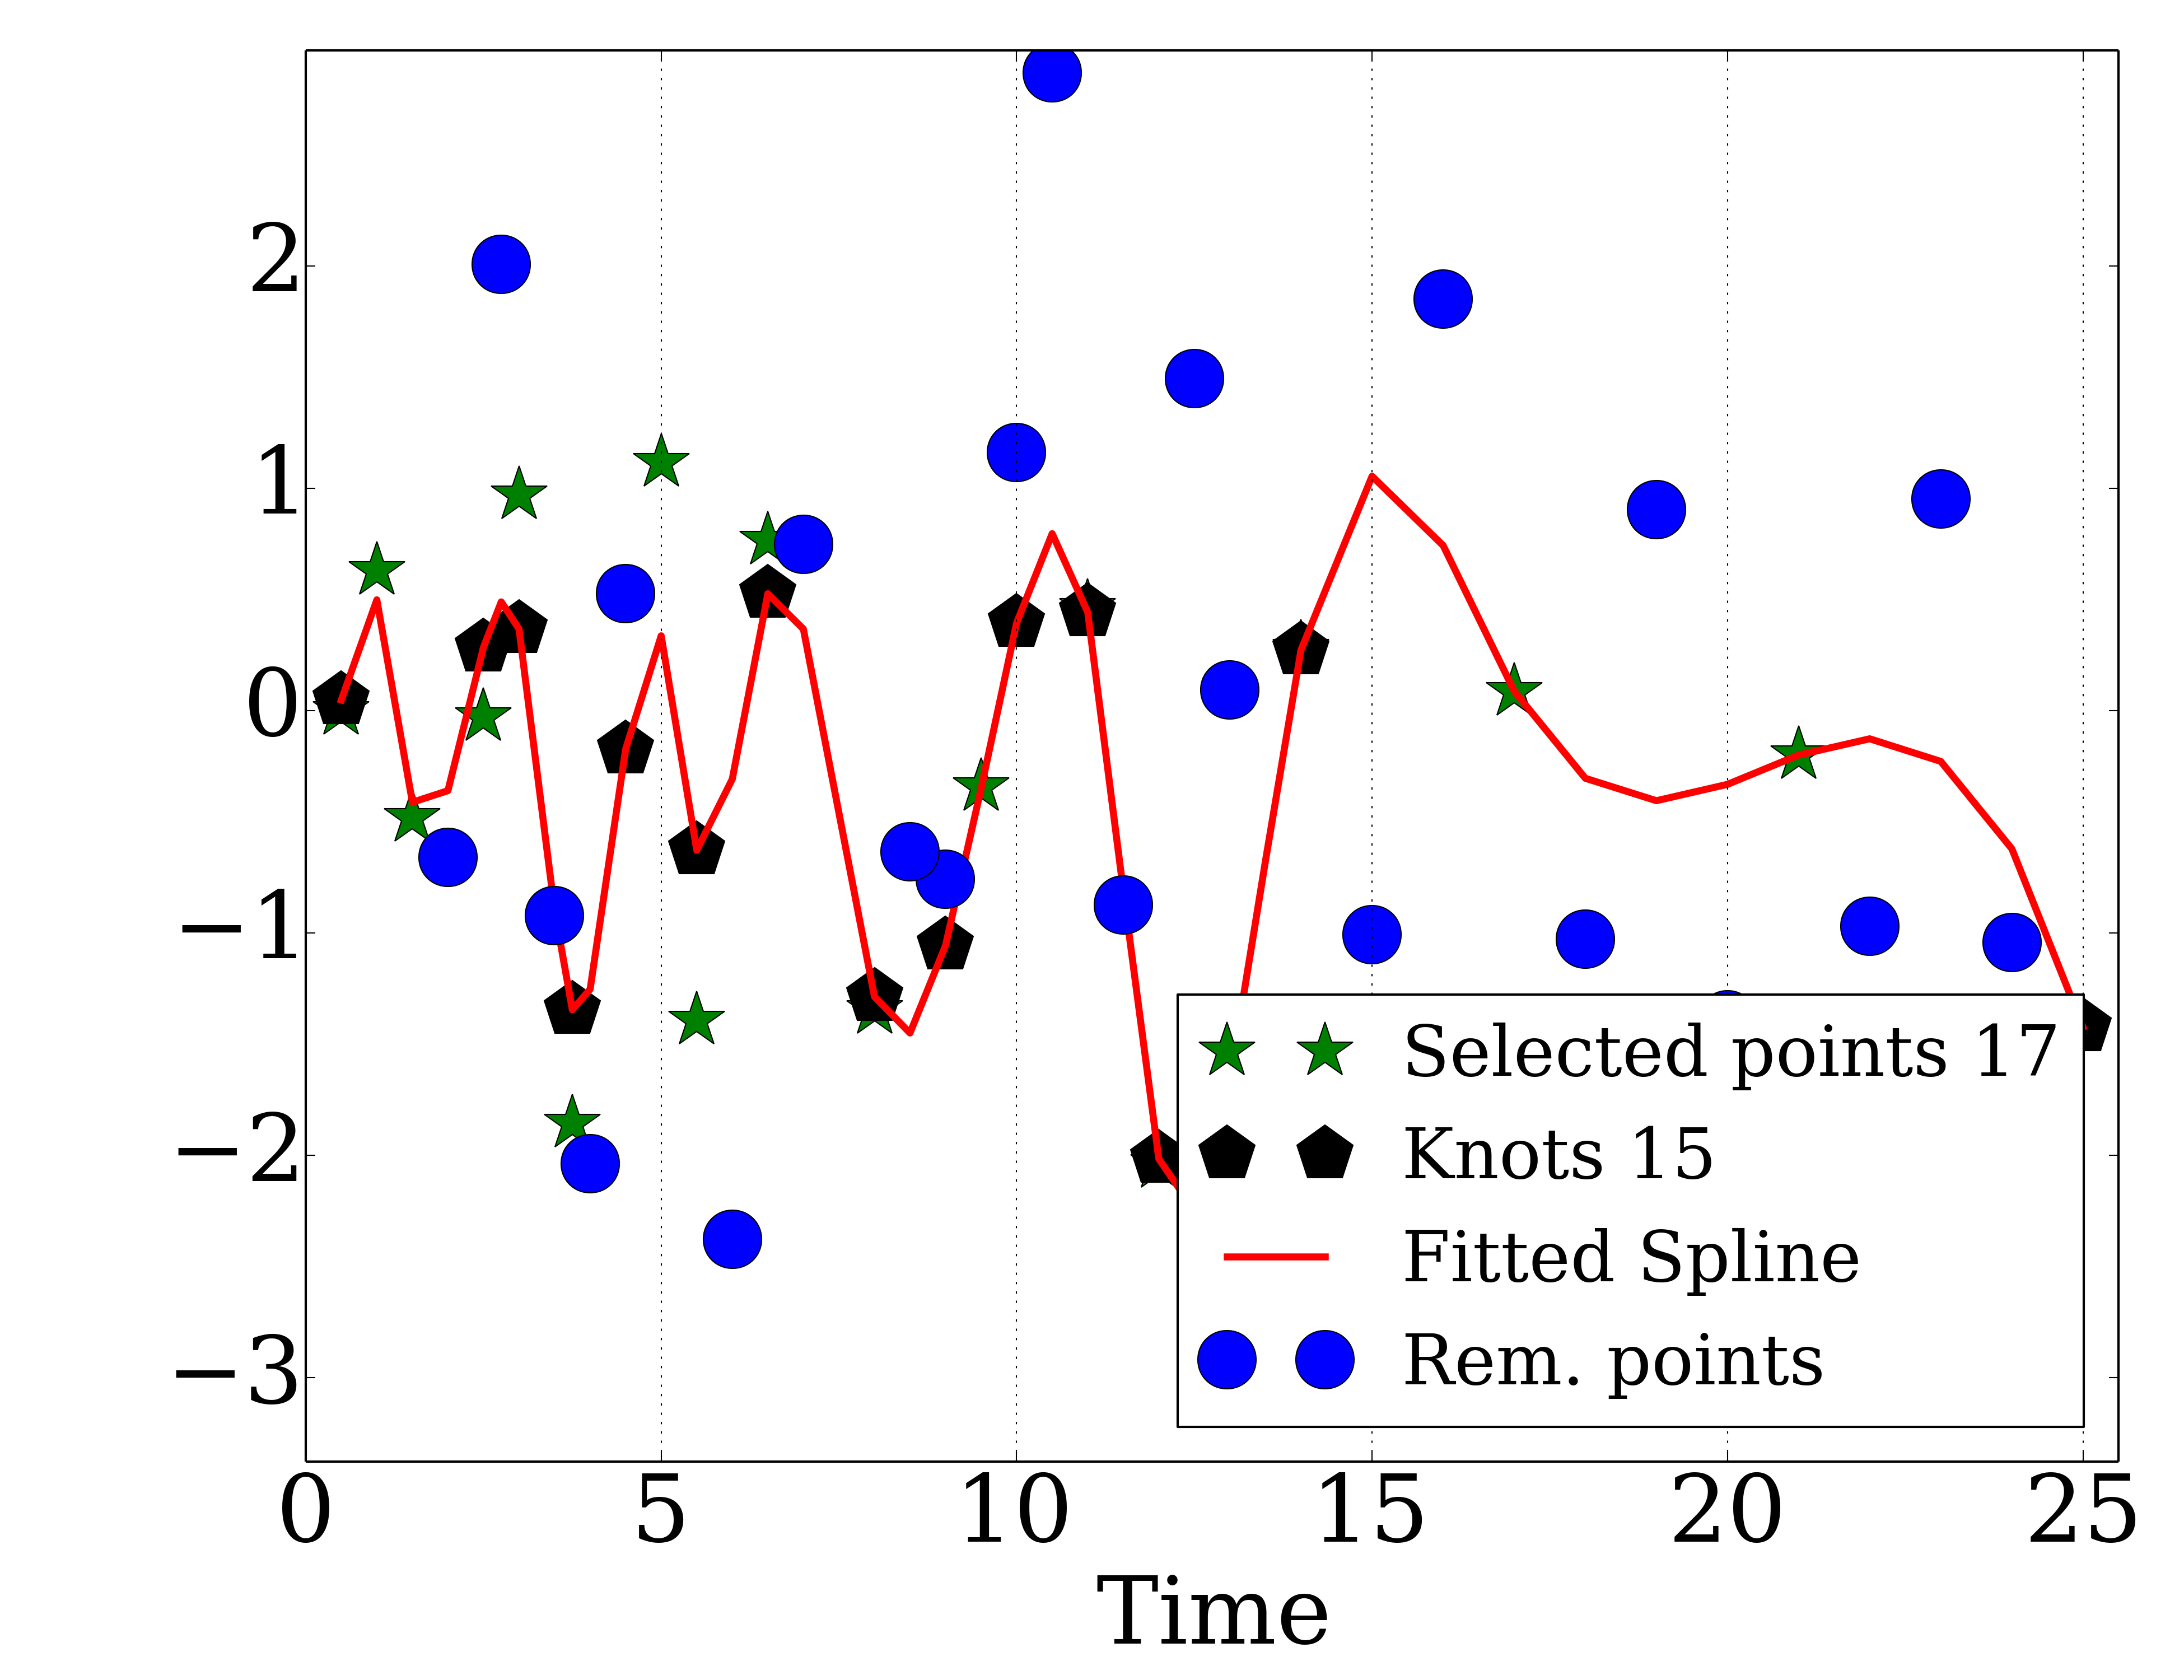 2
1
0
−1
−2
−3
0 5 10 15 20 25
Time
Selected points 17
Knots 15
Fitted Spline
Rem. points